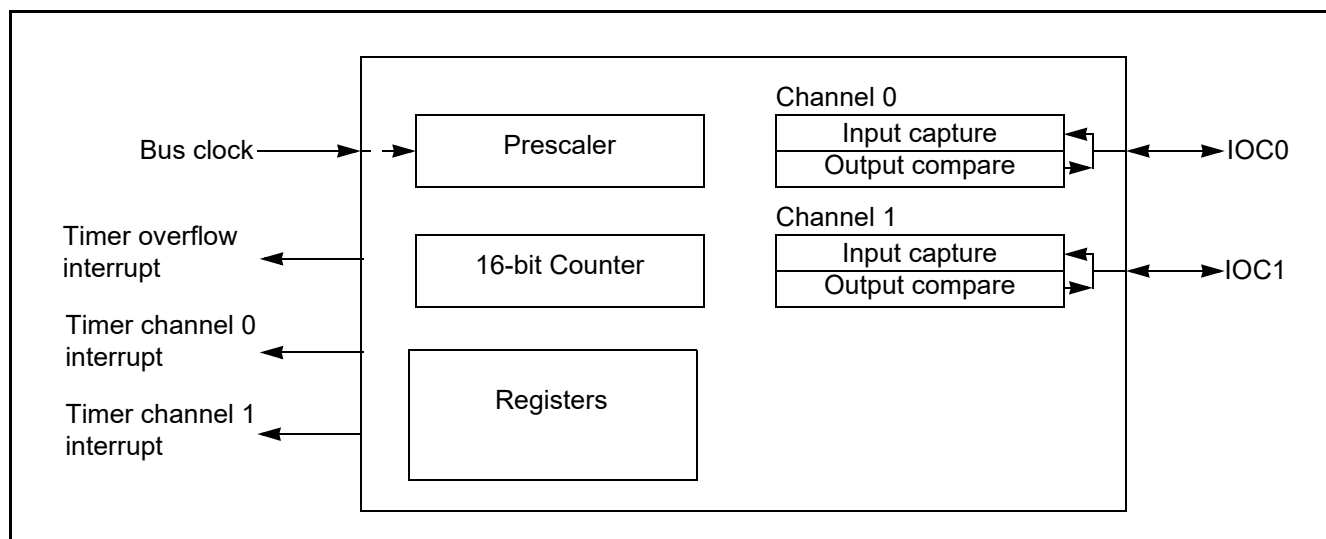 Channel 0
Bus clock
Prescaler
Input capture
Output compare
IOC0
Channel 1
Timer overflow
interrupt
16-bit Counter
Input capture
Output compare
IOC1
Timer channel 0
interrupt
Registers
Timer channel 1
interrupt